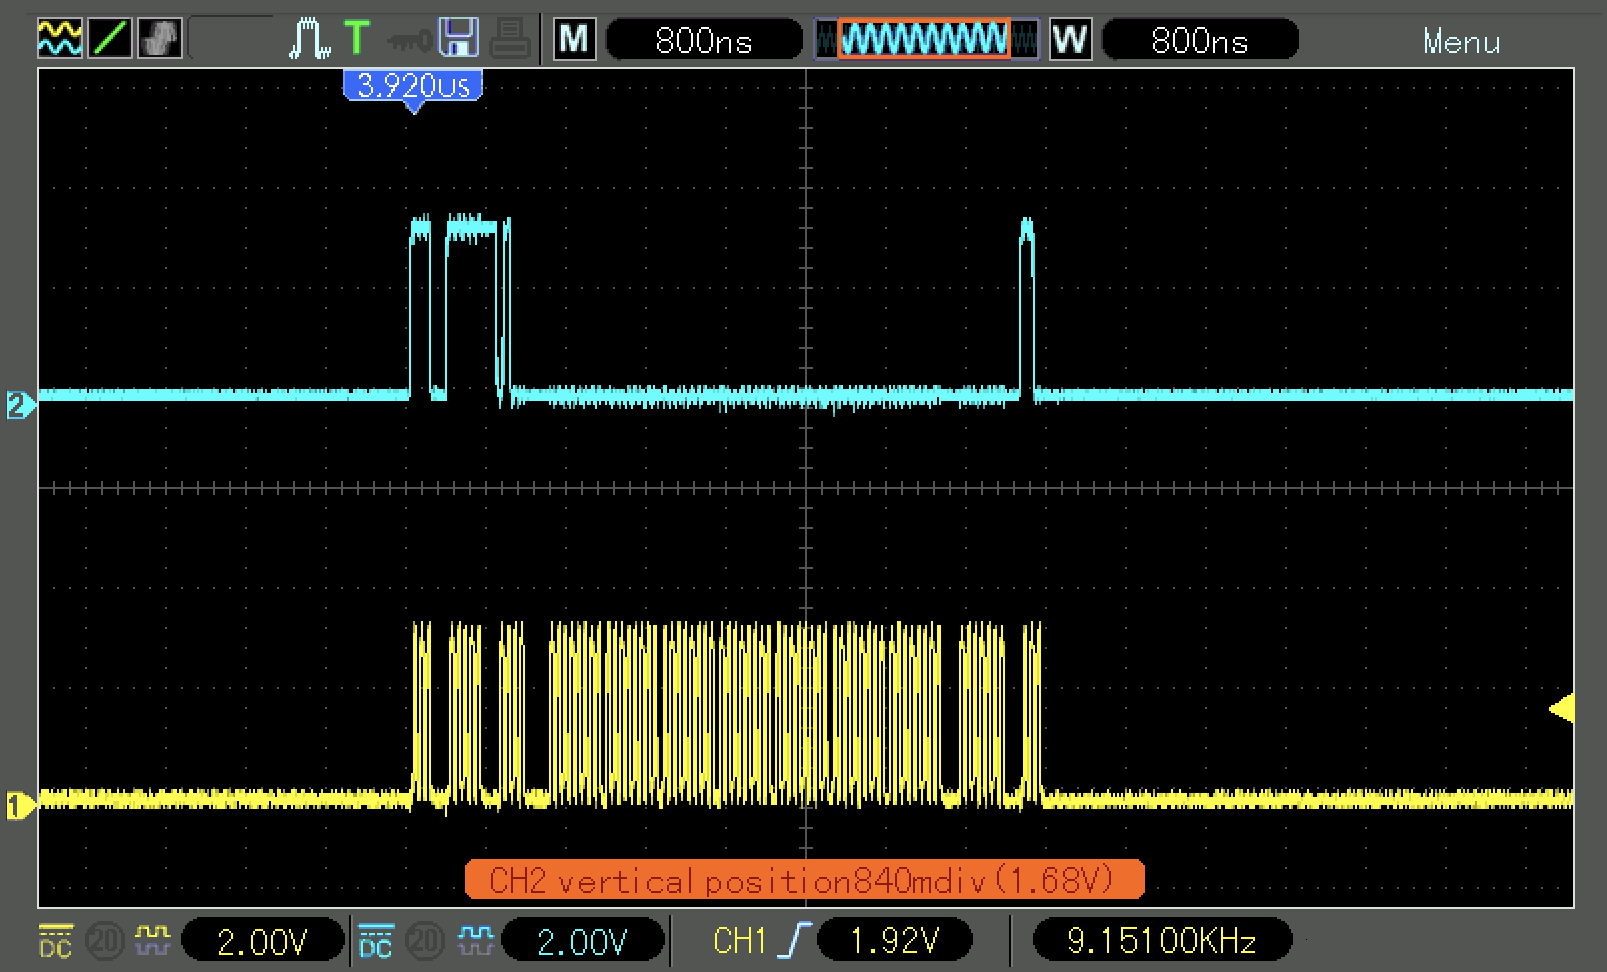 T M 800ns W 800ns Menu
3.920us
2
1
CH2 vertical position840mdiv(1.68V)
DC 20 2.00V DC 20 2.00V CH1 1.92V 9.15100KHz